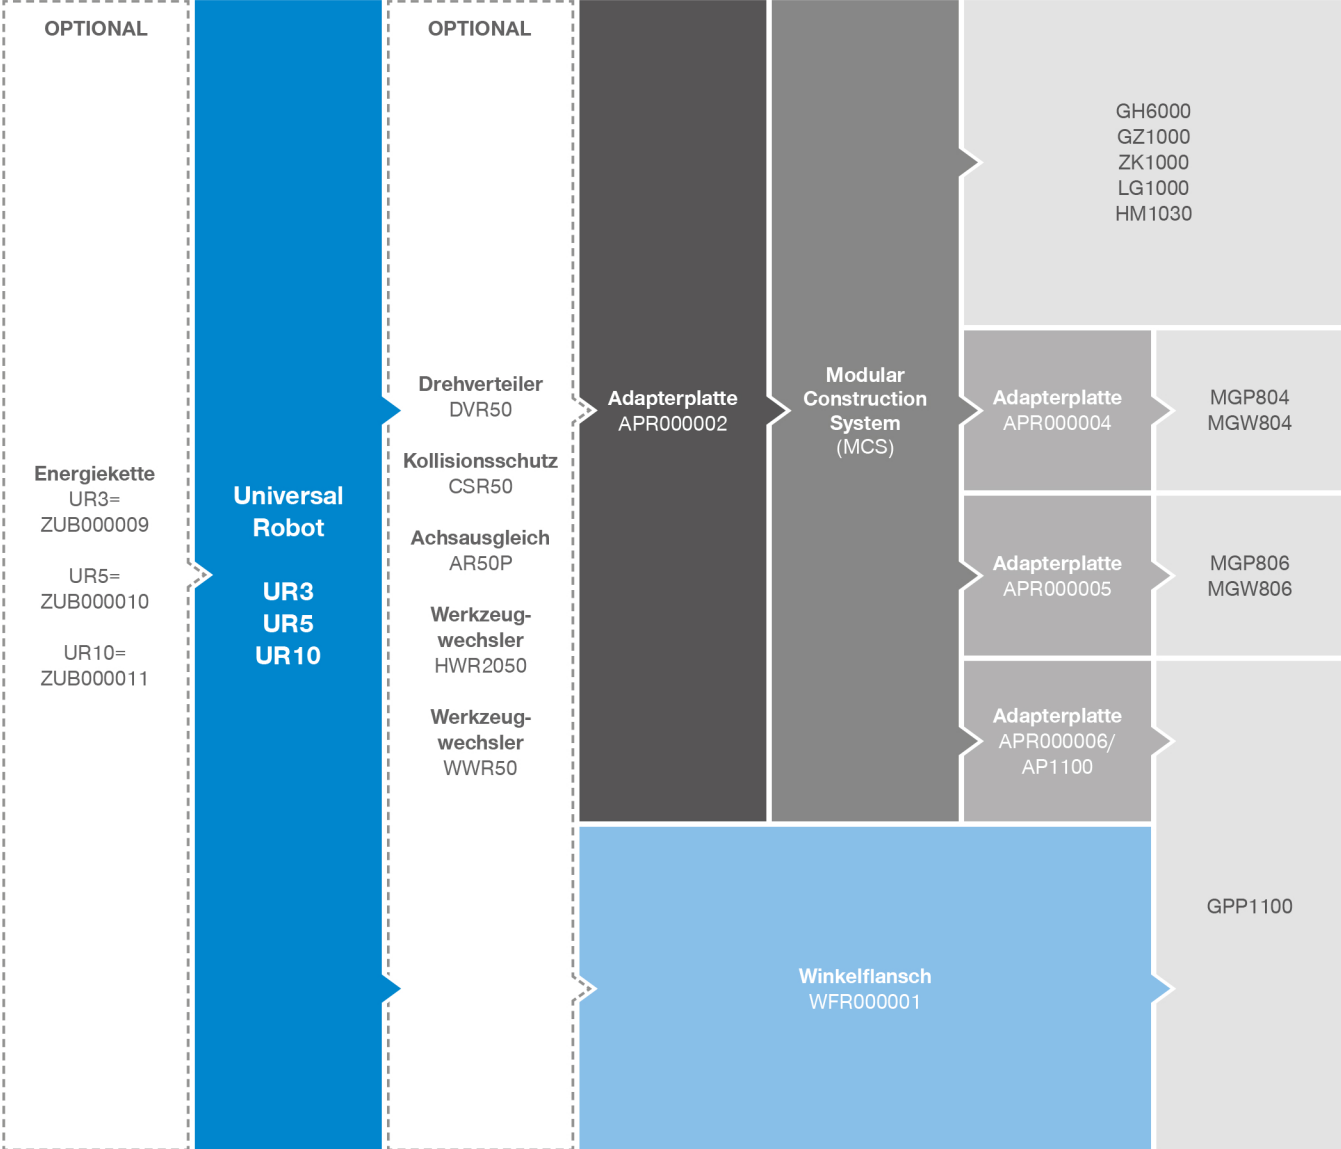 OPTIONAL
Energiekette
UR3=
ZUB000009
UR5=
ZUB000010
UR10=
ZUB000011
Universal
Robot
UR3
UR5
UR10
OPTIONAL
Drehverteiler
DVR50
Kollisionsschutz
CSR50
Achsausgleich
AR50P
Werkzeug-
wechsler
HWR2050
Werkzeug-
wechsler
WWR50
Adapterplatte
APR000002
Modular
Construction
System
(MCS)
GH6000
GZ1000
ZK1000
LG1000
HM1030
Adapterplatte
APR000004
MGP804
MGW804
Adapterplatte
APR000005
MGP806
MGW806
Adapterplatte
APR000006/
AP1100
GPP1100
Winkelflansch
WFR000001